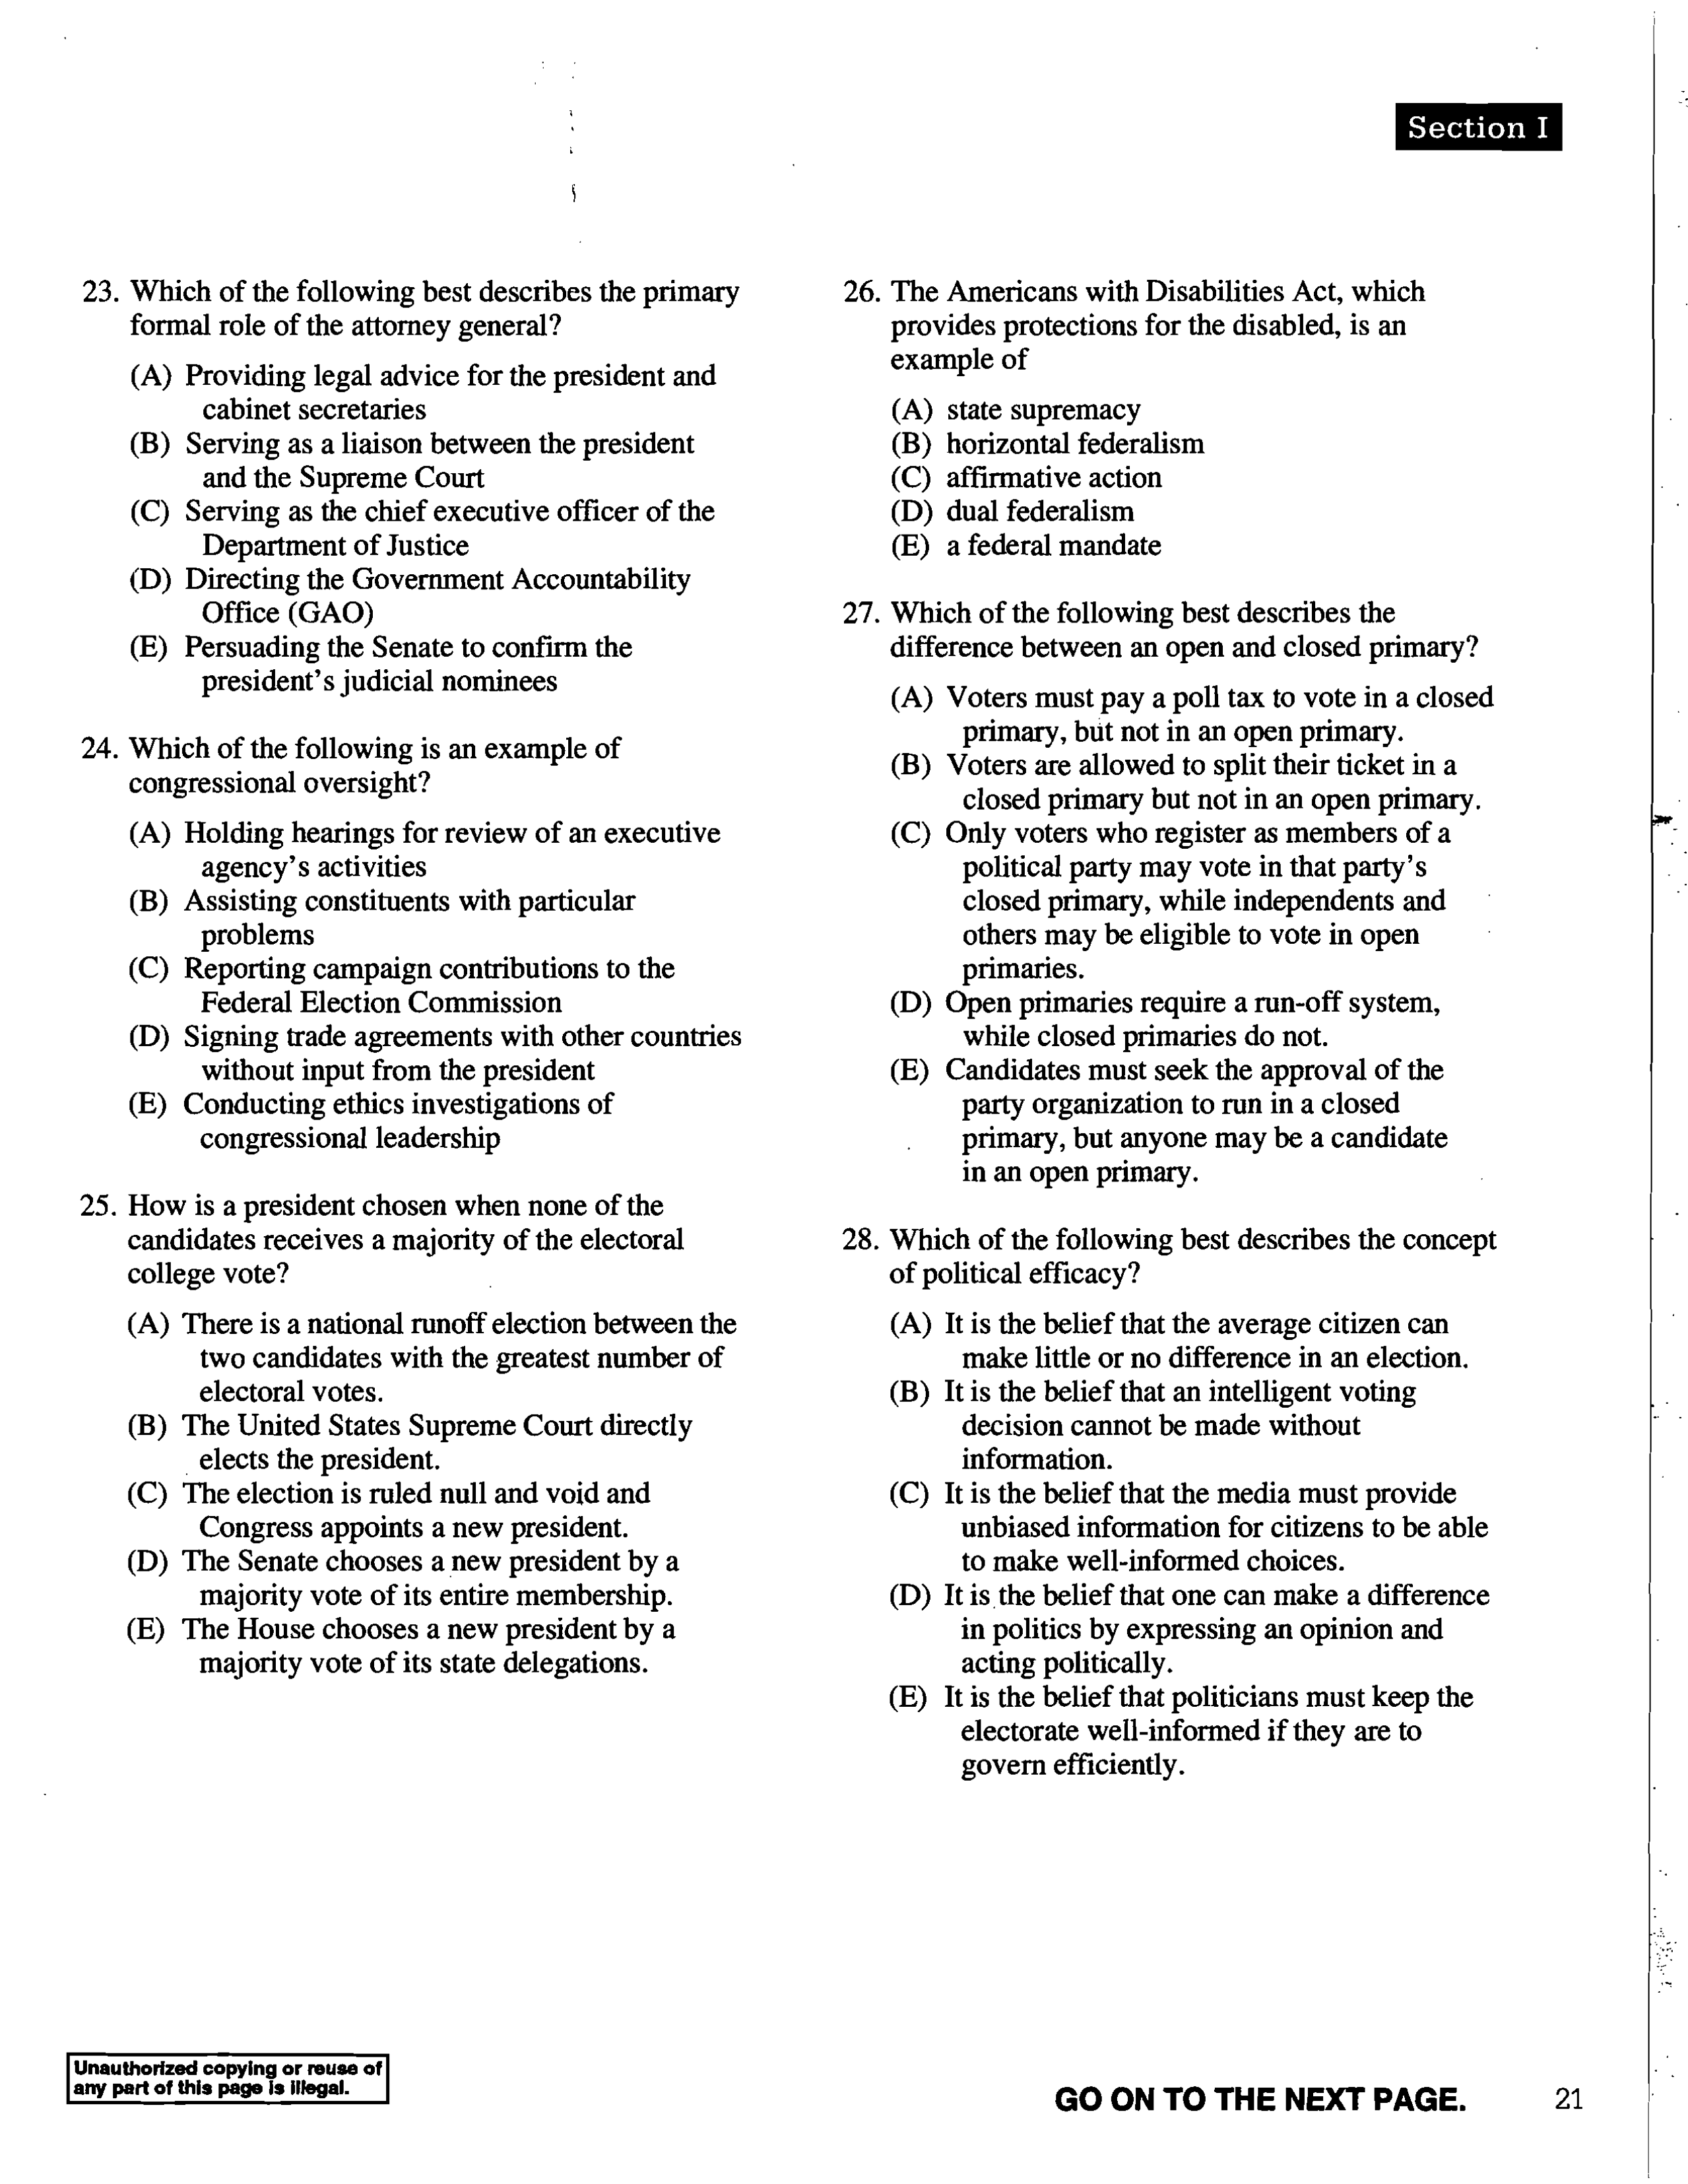 Section I
23. Which of the following best describes the primary
formal role of the attorney general?
(A) Providing legal advice for the president and
cabinet secretaries
(B) Serving as a liaison between the president
and the Supreme Court
(C) Serving as the chief executive officer of the
Department of Justice
(D) Directing the Government Accountability
Office (GAO)
(E) Persuading the Senate to confirm the
president's judicial nominees
24. Which of the following is an example of
congressional oversight?
(A) Holding hearings for review of an executive
agency's activities
(B) Assisting constituents with particular
problems
(C) Reporting campaign contributions to the
Federal Election Commission
(D) Signing trade agreements with other countries
without input from the president
(E) Conducting ethics investigations of
congressional leadership
25. How is a president chosen when none of the
candidates receives a majority of the electoral
college vote?
(A) There is a national runoff election between the
two candidates with the greatest number of
electoral votes.
(B) The United States Supreme Court directly
elects the president.
(C) The election is ruled null and void and
Congress appoints a new president.
(D) The Senate chooses a new president by a
majority vote of its entire membership.
(E) The House chooses a new president by a
majority vote of its state delegations.
26. The Americans with Disabilities Act, which
provides protections for the disabled, is an
example of
(A) state supremacy
(B) horizontal federalism
(C) affirmative action
(D) dual federalism
(E) a federal mandate
27. Which of the following best describes the
difference between an open and closed primary?
(A) Voters must pay a poll tax to vote in a closed
primary, but not in an open primary.
(B) Voters are allowed to split their ticket in a
closed primary but not in an open primary.
(C) Only voters who register as members of a
political party may vote in that party's
closed primary, while independents and
others may be eligible to vote in open
primaries.
(D) Open primaries require a run-off system,
while closed primaries do not.
(E) Candidates must seek the approval of the
party organization to run in a closed
primary, but anyone may be a candidate
in an open primary.
28. Which of the following best describes the concept
of political efficacy?
(A) It is the belief that the average citizen can
make little or no difference in an election.
(B) It is the belief that an intelligent voting
decision cannot be made without
information.
(C) It is the belief that the media must provide
unbiased information for citizens to be able
to make well-informed choices.
(D) It is the belief that one can make a difference
in politics by expressing an opinion and
acting politically.
(E) It is the belief that politicians must keep the
electorate well-informed if they are to
govern efficiently.
Unauthorized copying or reuse of
any part of this page is illegal.
GO ON TO THE NEXT PAGE.
21